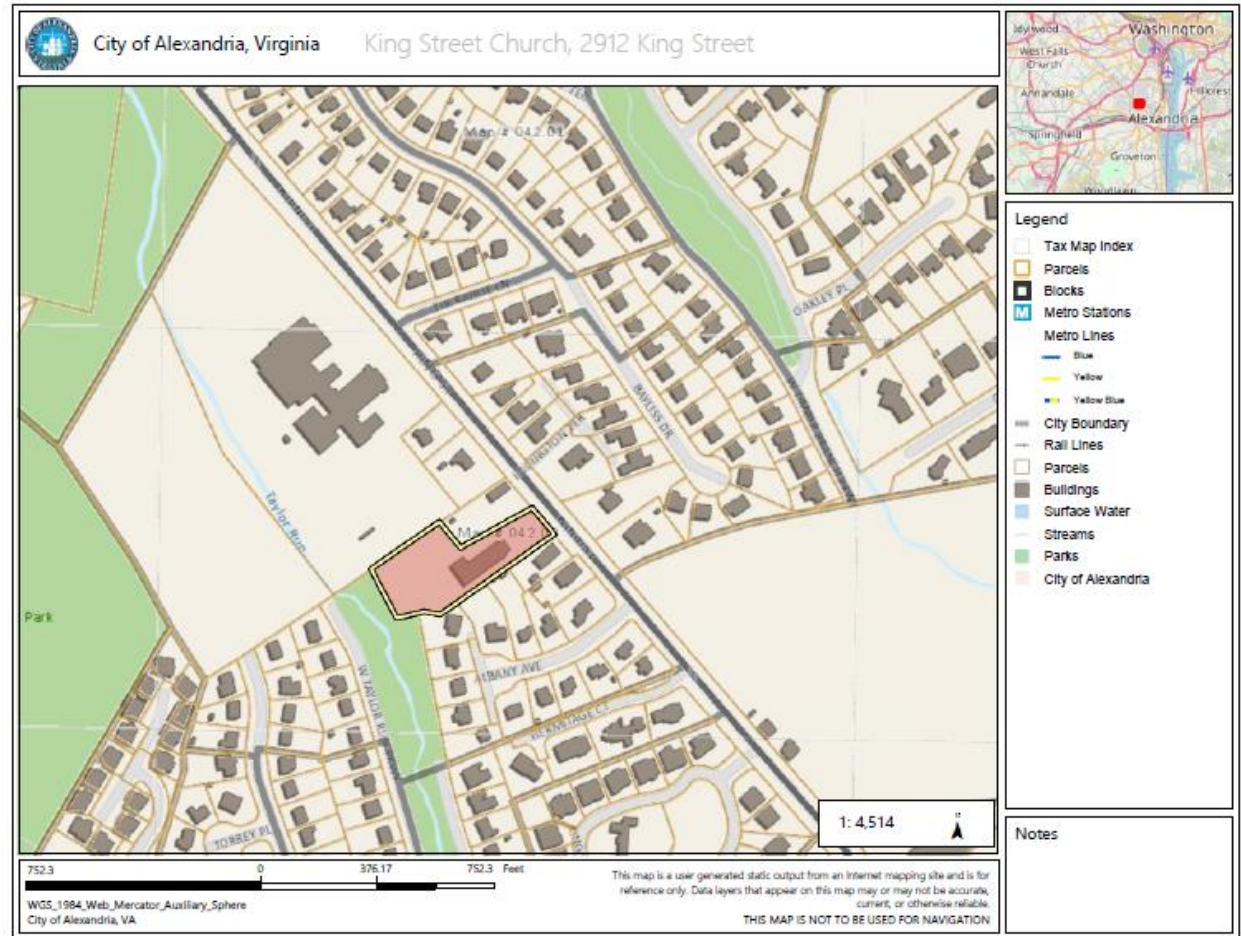 City of Alexandria, Virginia
King Street Church, 2912 King Street
Idylwood
Washington
West Falls
Church
Annandale
Hillcrest
Alexandria
Springfield
Groveton
Woodlawn
Map # 042.01
OAKLEY PL
BAYLISS DR
Taylor Run
Park
ALBANY AVE
HERMITAGE CT
TORREY PL
1: 4,514
Legend
Tax Map Index
Parcels
Blocks
M
Metro Stations
Metro Lines
Blue
Yellow
Yellow Blue
City Boundary
Rail Lines
Parcels
Buildings
Surface Water
Streams
Parks
City of Alexandria
Notes
752.3
0
376.17
752.3 Feet
WGS_1984_Web_Mercator_Auxiliary_Sphere
City of Alexandria, VA
This map is a user generated static output from an Internet mapping site and is for
reference only. Data layers that appear on this map may or may not be accurate,
current, or otherwise reliable.
THIS MAP IS NOT TO BE USED FOR NAVIGATION